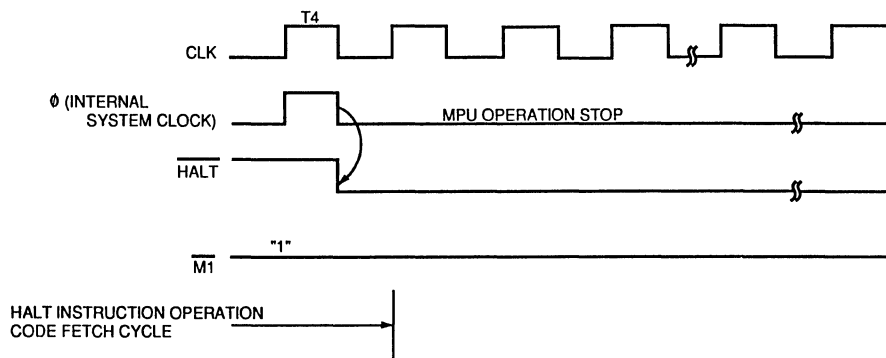 T4
CLK
ϕ (INTERNAL
SYSTEM CLOCK)
MPU OPERATION STOP
HALT
"1"
M1
HALT INSTRUCTION OPERATION
CODE FETCH CYCLE